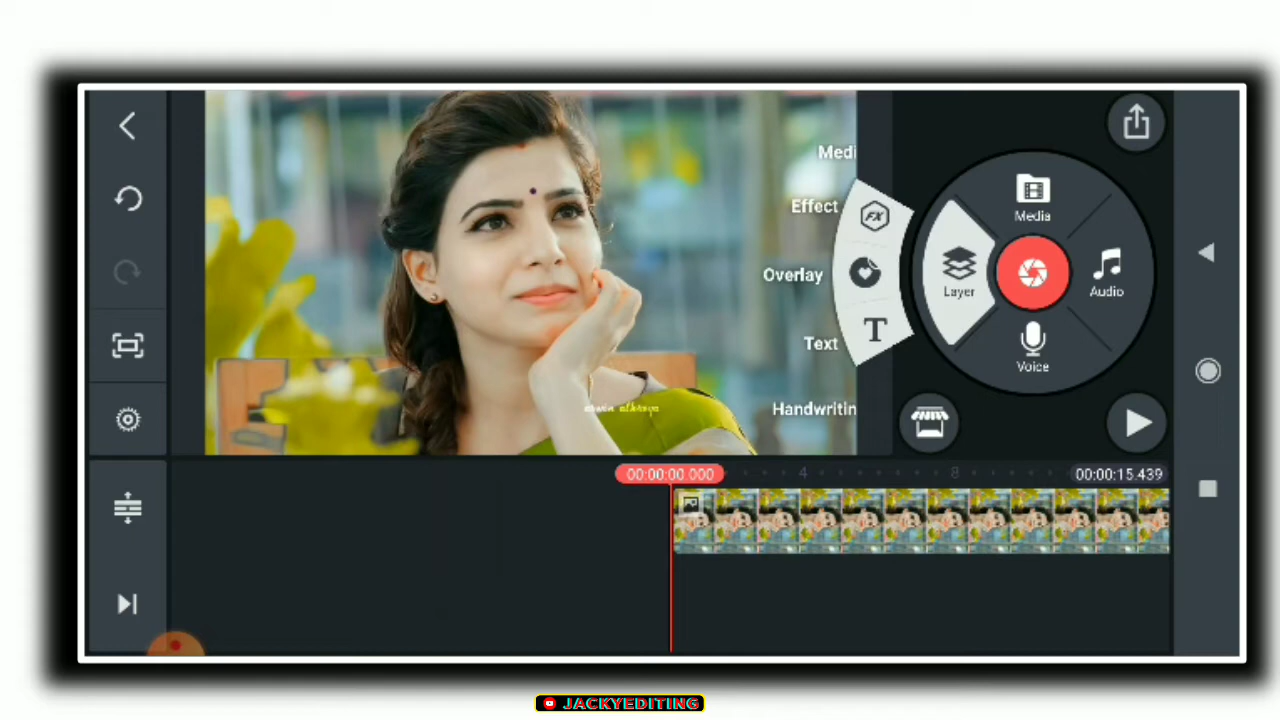 Medi
Effect
Overlay
Text
Handwritin
Media
Layer
Audio
Voice
00:00:00.000
4
8
00:00:15.439
JACKYEDITING